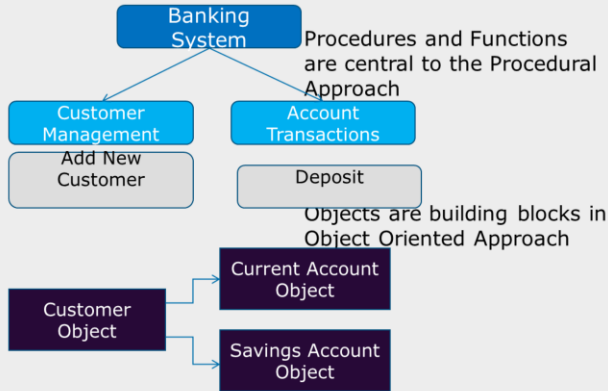 Banking
System
Procedures and Functions
are central to the Procedural
Approach
Customer
Management
Account
Transactions
Add New
Customer
Deposit
Objects are building blocks in
Object Oriented Approach
Current Account
Object
Customer
Object
Savings Account
Object